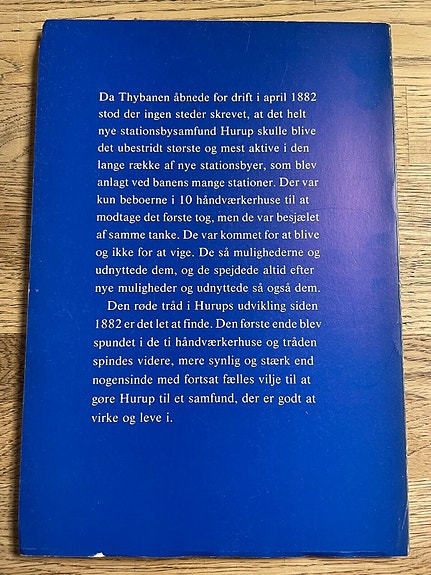 Da Thybanen åbnede for drift i april 1882
stod der ingen steder skrevet, at det helt
nye stationsbysamfund Hurup skulle blive
det ubestridt største og mest aktive i den
lange række af nye stationsbyer, som blev
anlagt ved banens mange stationer. Der var
kun beboerne i 10 håndværkerhuse til at
modtage det første tog, men de var besjælet
af samme tanke. De var kommet for at blive
og ikke for at vige. De så mulighederne og
udnyttede dem, og de spejdede altid efter
nye muligheder og udnyttede så også dem.
Den røde tråd i Hurups udvikling siden
1882 er det let at finde. Den første ende blev
spundet i de ti håndværkerhuse og tråden
spindes videre, mere synlig og stærk end
nogensinde med fortsat fælles vilje til at
gøre Hurup til et samfund, der er godt at
virke og leve i.